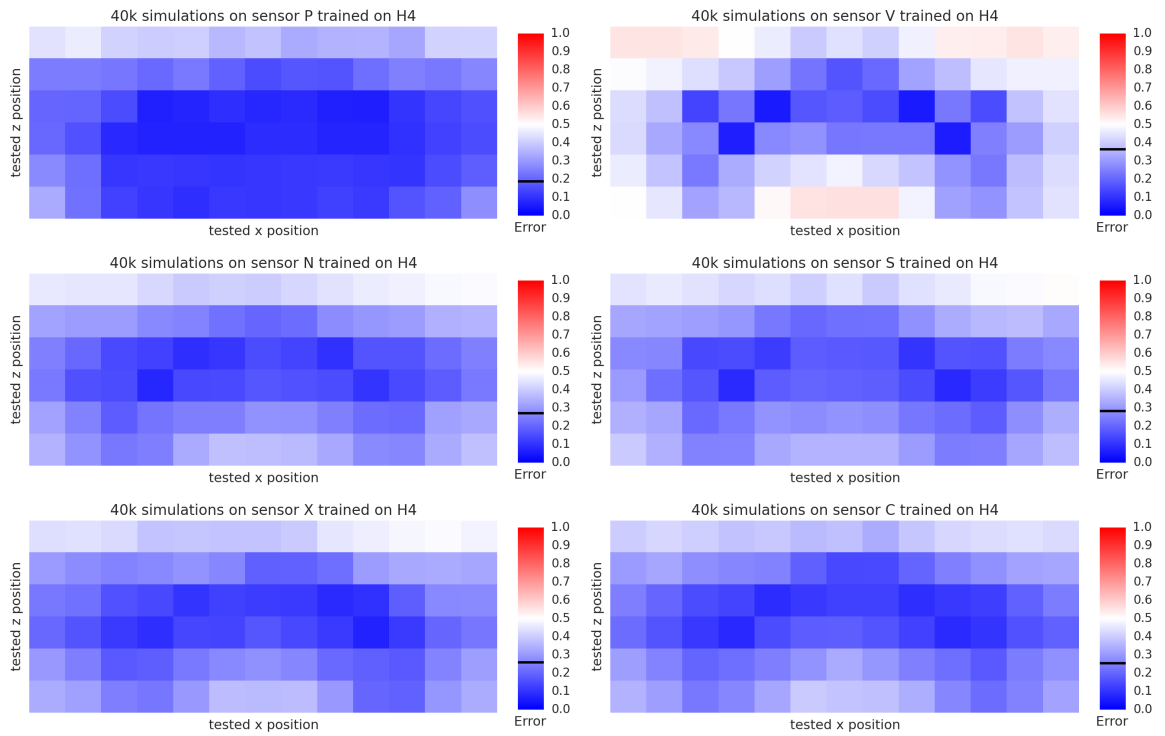 40k simulations on sensor P trained on H4
tested z position
tested x position
1.0
0.9
0.8
0.7
0.6
0.5
0.4
0.3
0.2
0.1
0.0
Error
40k simulations on sensor V trained on H4
tested z position
tested x position
1.0
0.9
0.8
0.7
0.6
0.5
0.4
0.3
0.2
0.1
0.0
Error
40k simulations on sensor N trained on H4
tested z position
tested x position
1.0
0.9
0.8
0.7
0.6
0.5
0.4
0.3
0.2
0.1
0.0
Error
40k simulations on sensor S trained on H4
tested z position
tested x position
1.0
0.9
0.8
0.7
0.6
0.5
0.4
0.3
0.2
0.1
0.0
Error
40k simulations on sensor X trained on H4
tested z position
tested x position
1.0
0.9
0.8
0.7
0.6
0.5
0.4
0.3
0.2
0.1
0.0
Error
40k simulations on sensor C trained on H4
tested z position
tested x position
1.0
0.9
0.8
0.7
0.6
0.5
0.4
0.3
0.2
0.1
0.0
Error